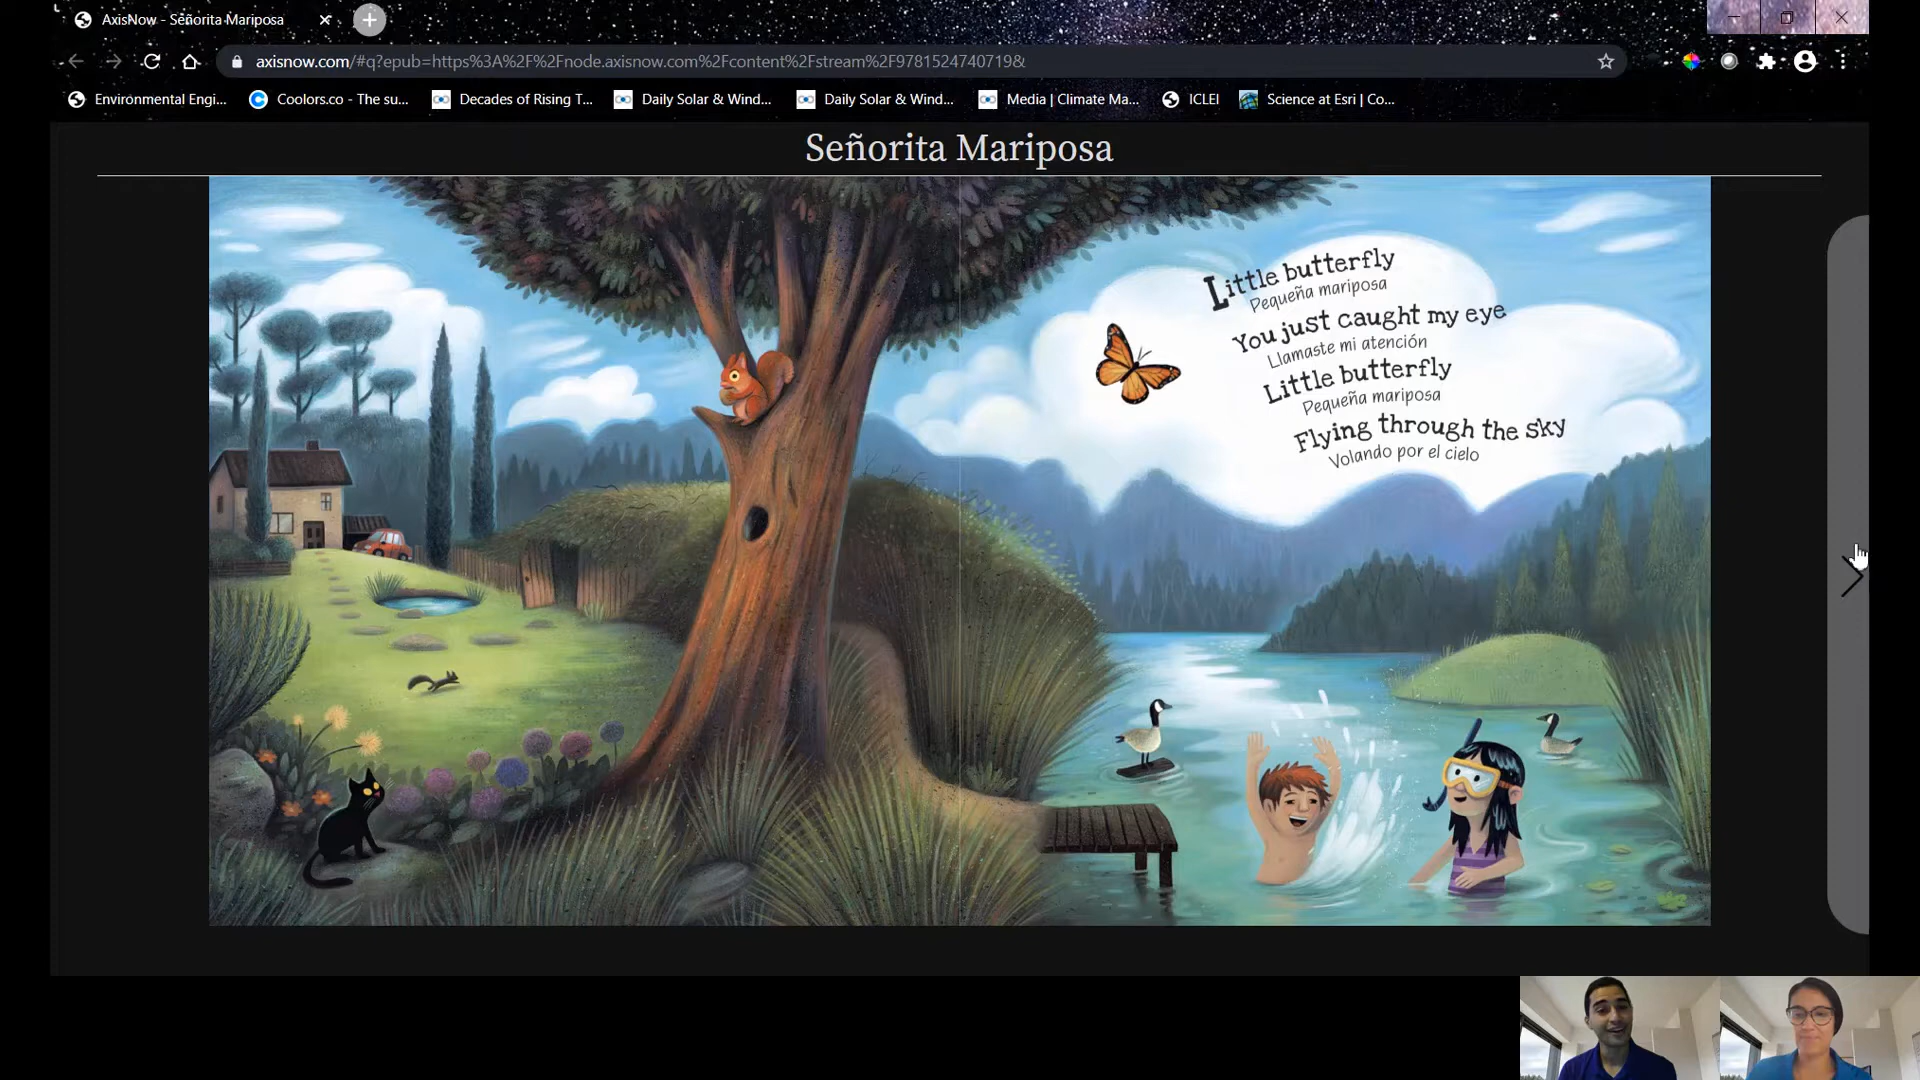 AxisNow - Señorita Mariposa
axisnow.com/#q?epub=https%3A%2F%2Fnode.axisnow.com%2Fcontent%2Fstream%2F9781524740719&
Environmental Engi... Coolors.co - The su... Decades of Rising T... Daily Solar & Wind... Daily Solar & Wind... Media | Climate Ma... ICLEI Science at Esri | Co...
Señorita Mariposa
Little butterfly
Pequeña mariposa
You just caught my eye
Llamaste mi atención
Little butterfly
Pequeña mariposa
Flying through the sky
Volando por el cielo